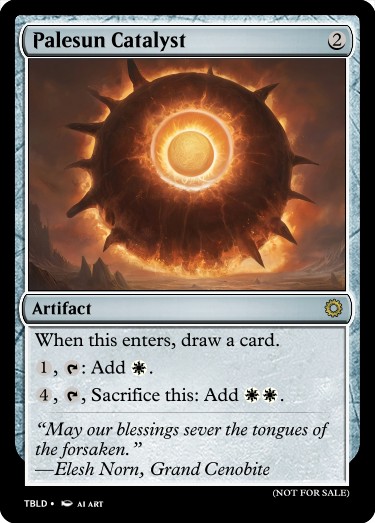 Palesun Catalyst 2
Artifact
When this enters, draw a card.
1, T: Add W.
4, T, Sacrifice this: Add WW.
“May our blessings sever the tongues of
the forsaken.”
—Elesh Norn, Grand Cenobite
TBLD • AI ART
(NOT FOR SALE)